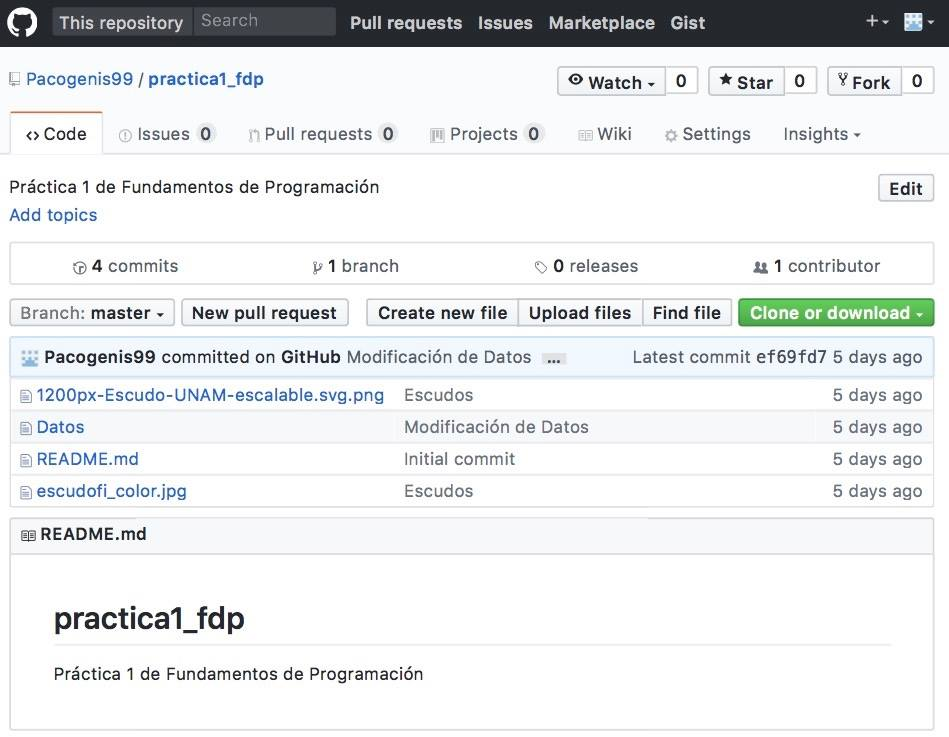 This repository Search Pull requests Issues Marketplace Gist +
Pacogenis99 / practica1_fdp Watch 0 Star 0 Fork 0
<> Code Issues 0 Pull requests 0 Projects 0 Wiki Settings Insights
Práctica 1 de Fundamentos de Programación Edit
Add topics
4 commits 1 branch 0 releases 1 contributor
Branch: master New pull request Create new file Upload files Find file Clone or download
Pacogenis99 committed on GitHub Modificación de Datos ... Latest commit ef69fd7 5 days ago
1200px-Escudo-UNAM-escalable.svg.png Escudos 5 days ago
Datos Modificación de Datos 5 days ago
README.md Initial commit 5 days ago
escudofi_color.jpg Escudos 5 days ago
README.md
practica1_fdp
Práctica 1 de Fundamentos de Programación